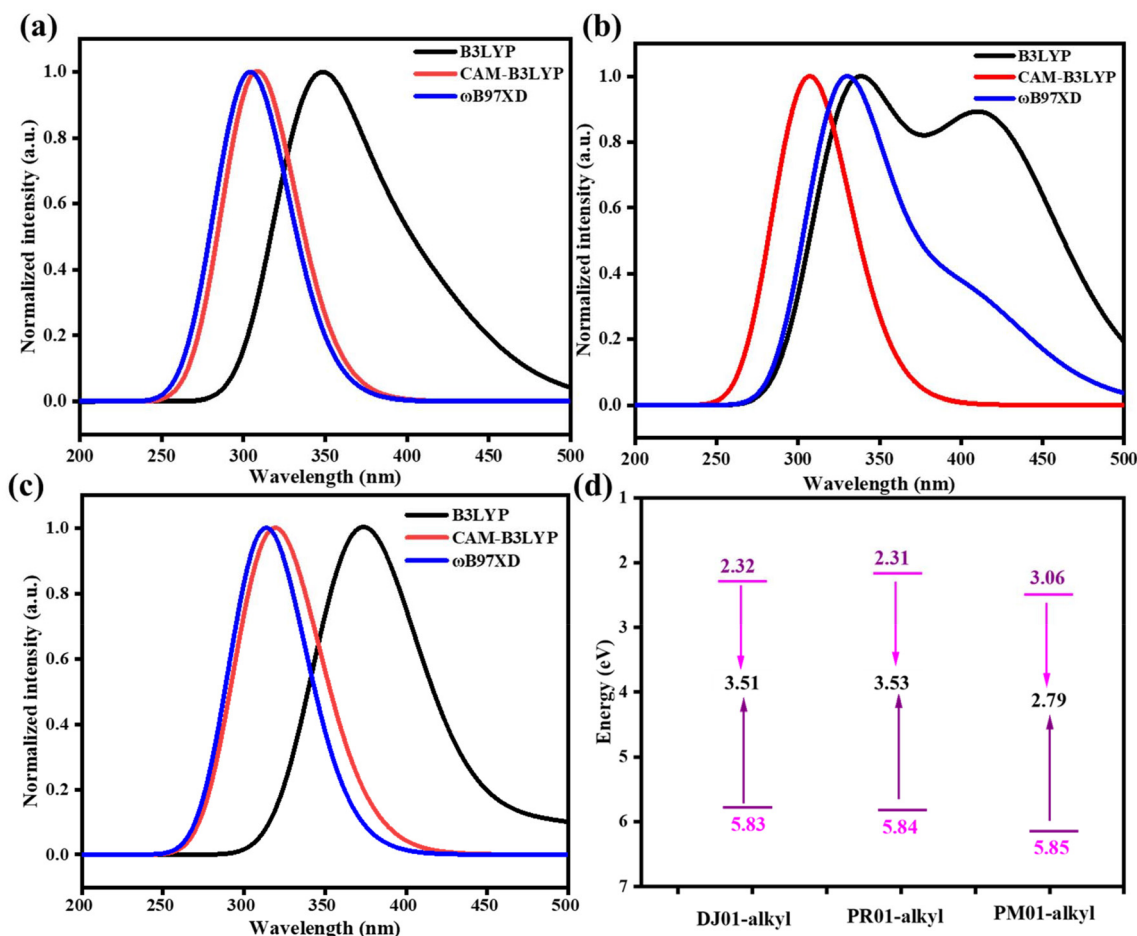 (a)
B3LYP
CAM-B3LYP
ωB97XD
1.0
0.8
0.6
0.4
0.2
0.0
Normalized intensity (a.u.)
200 250 300 350 400 450 500
Wavelength (nm)
(b)
B3LYP
CAM-B3LYP
ωB97XD
1.0
0.8
0.6
0.4
0.2
0.0
Normalized intensity (a.u.)
200 250 300 350 400 450 500
Wavelength (nm)
(c)
B3LYP
CAM-B3LYP
ωB97XD
1.0
0.8
0.6
0.4
0.2
0.0
Normalized intensity (a.u.)
200 250 300 350 400 450 500
Wavelength (nm)
(d)
1
2
3
4
5
6
7
Energy (eV)
2.32 2.31 3.06
3.51 3.53 2.79
5.83 5.84 5.85
DJ01-alkyl PR01-alkyl PM01-alkyl